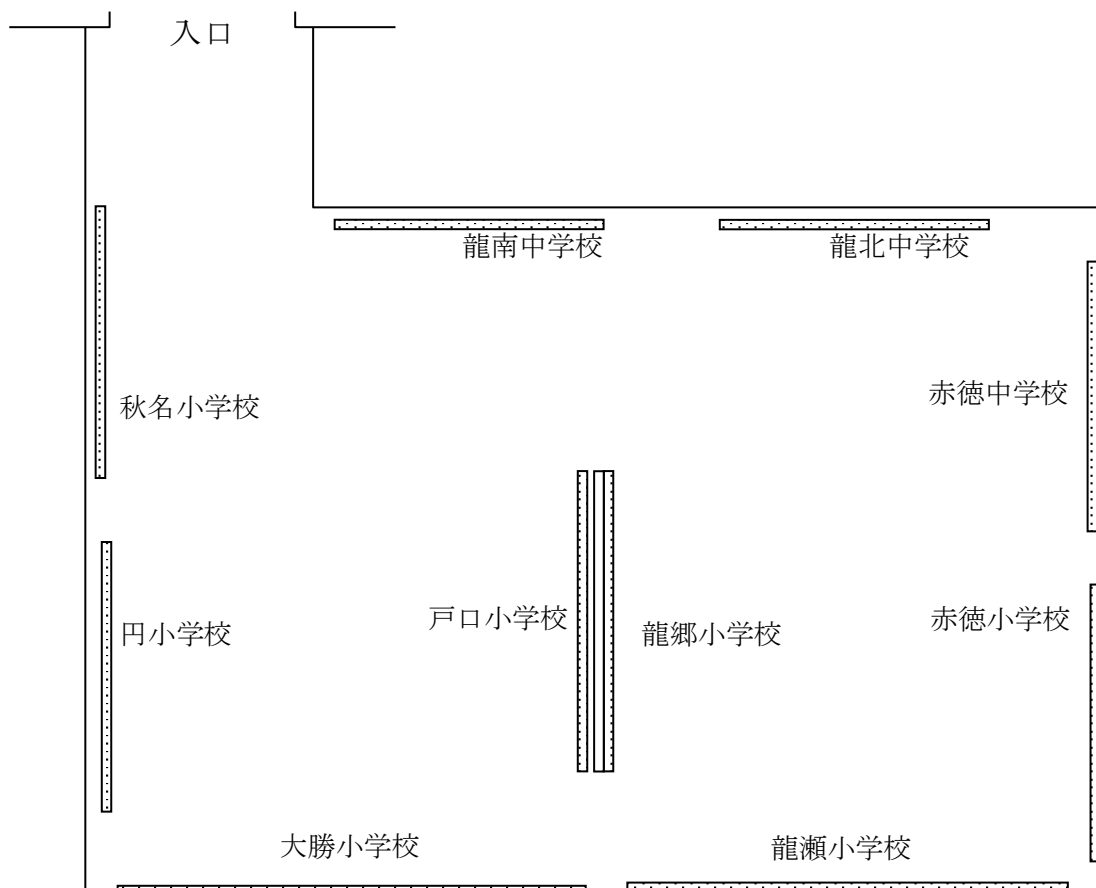 入口
龍南中学校
龍北中学校
赤徳中学校
秋名小学校
戸口小学校
龍郷小学校
赤徳小学校
円小学校
大勝小学校
龍瀬小学校